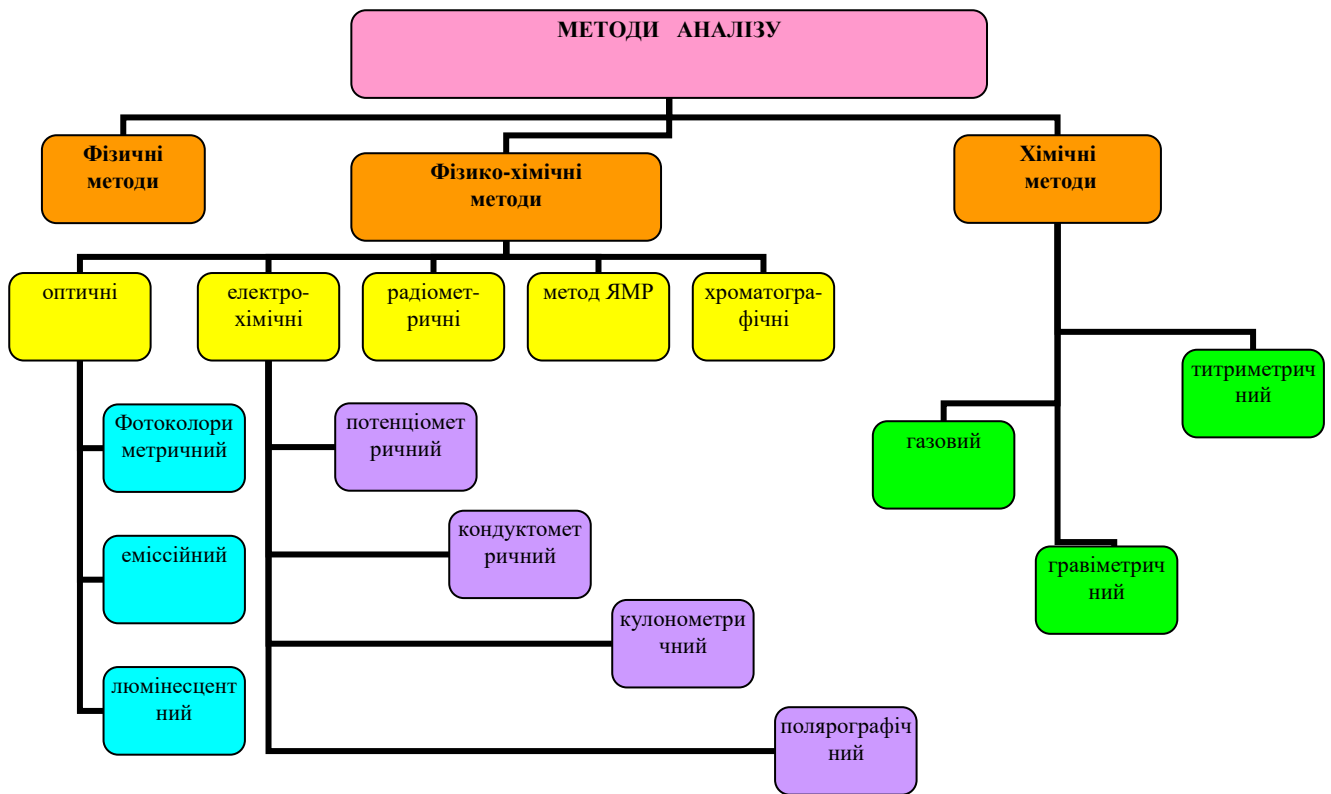 МЕТОДИ АНАЛІЗУ
Фізичні
методи
Фізико-хімічні
методи
Хімічні
методи
оптичні
електро-
хімічні
радіомет-
ричні
метод ЯМР
хроматогра-
фічні
титриметрич
ний
Фотоколори
метричний
потенціомет
ричний
газовий
кондуктомет
ричний
еміссійний
гравіметрич
ний
кулонометри
чний
люмінесцент
ний
полярографіч
ний